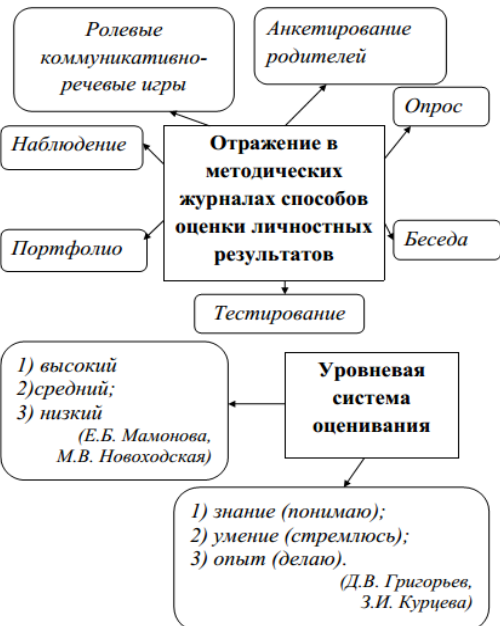 Ролевые
коммуникативно-
речевые игры
Анкетирование
родителей
Опрос
Наблюдение
Отражение в
методических
журналах способов
оценки личностных
результатов
Портфолио
Беседа
Тестирование
1) высокий
2)средний;
3) низкий
(Е.Б. Мамонова,
М.В. Новоходская)
Уровневая
система
оценивания
1) знание (понимаю);
2) умение (стремлюсь);
3) опыт (делаю).
(Д.В. Григорьев,
З.И. Курцева)